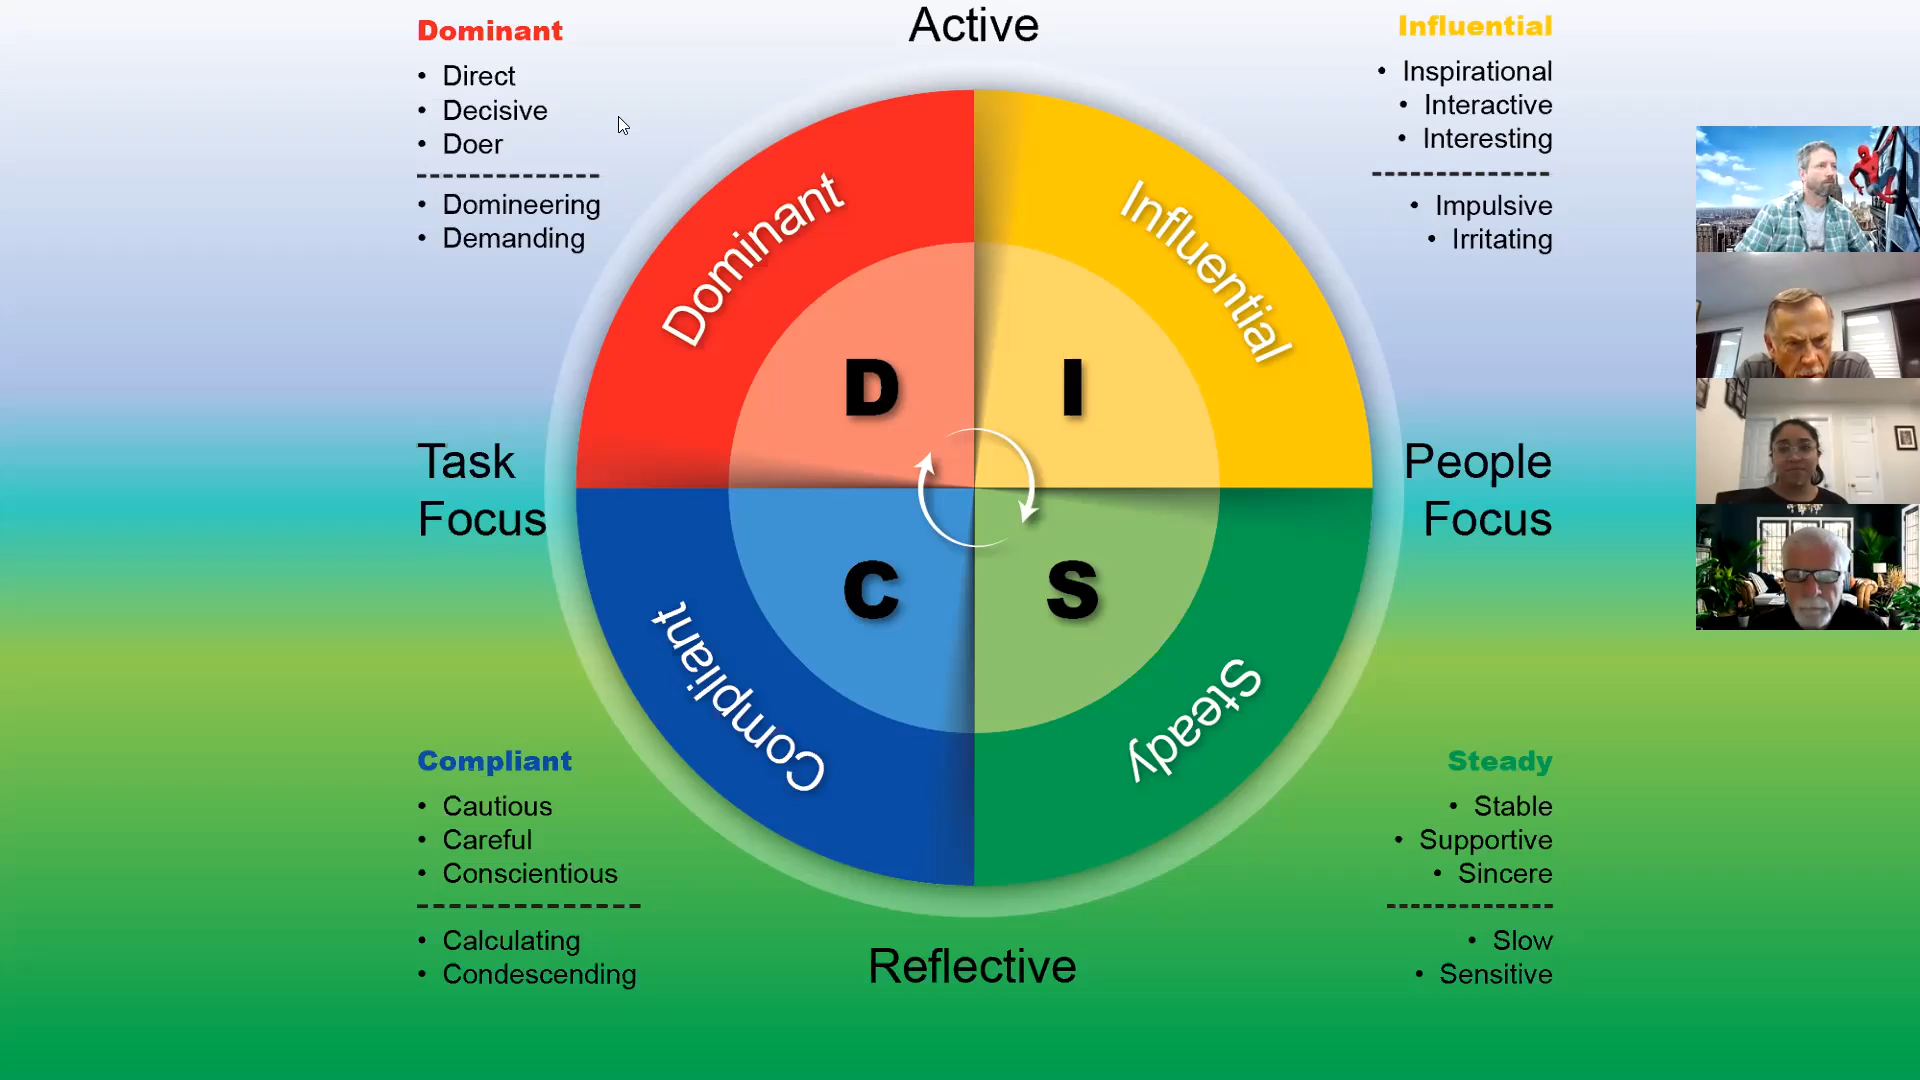 Active
Dominant
• Direct
• Decisive
• Doer
• Domineering
• Demanding
Influential
• Inspirational
• Interactive
• Interesting
• Impulsive
• Irritating
Dominant
Influential
D
I
Task
Focus
People
Focus
C
S
Compliant
Steady
Compliant
• Cautious
• Careful
• Conscientious
• Calculating
• Condescending
Steady
• Stable
• Supportive
• Sincere
• Slow
• Sensitive
Reflective